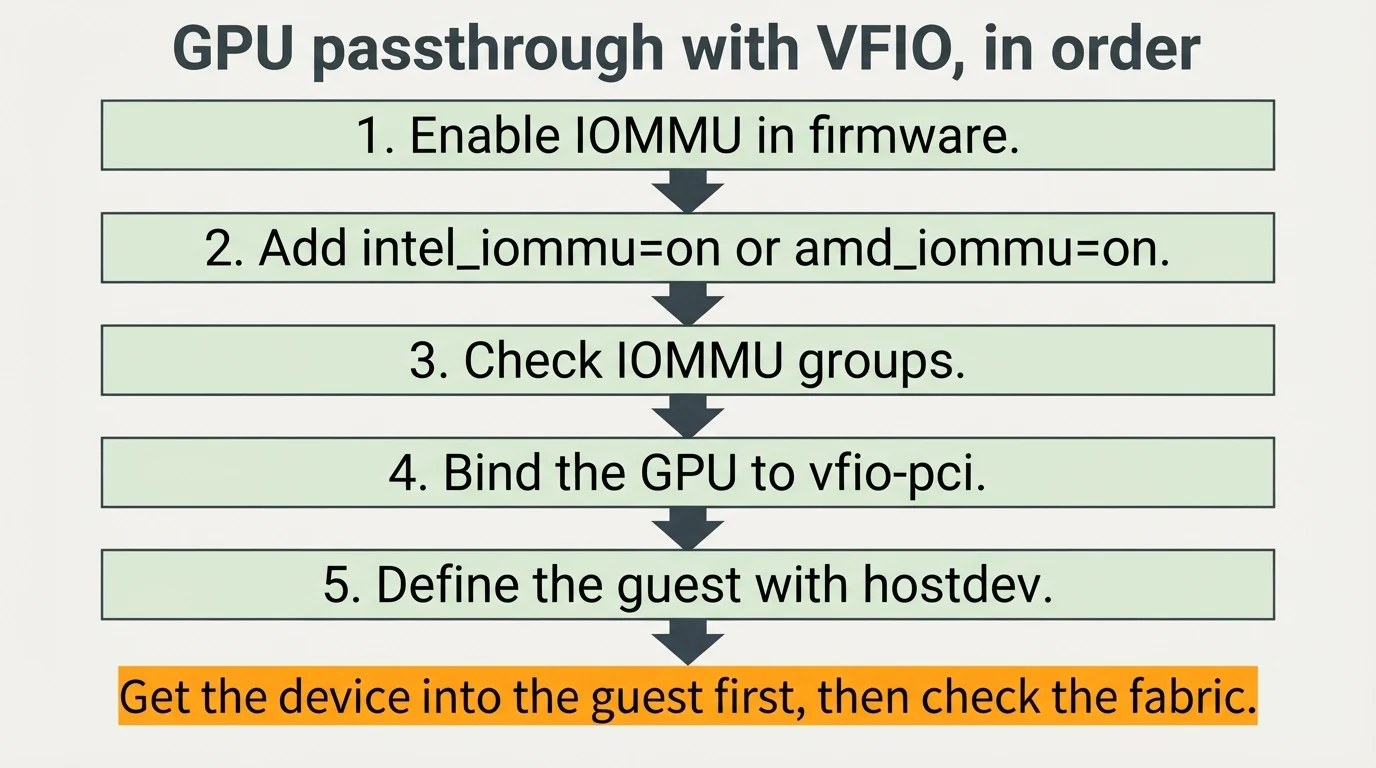 GPU passthrough with VFIO, in order
1. Enable IOMMU in firmware.
2. Add intel_iommu=on or amd_iommu=on.
3. Check IOMMU groups.
4. Bind the GPU to vfio-pci.
5. Define the guest with hostdev.
Get the device into the guest first, then check the fabric.